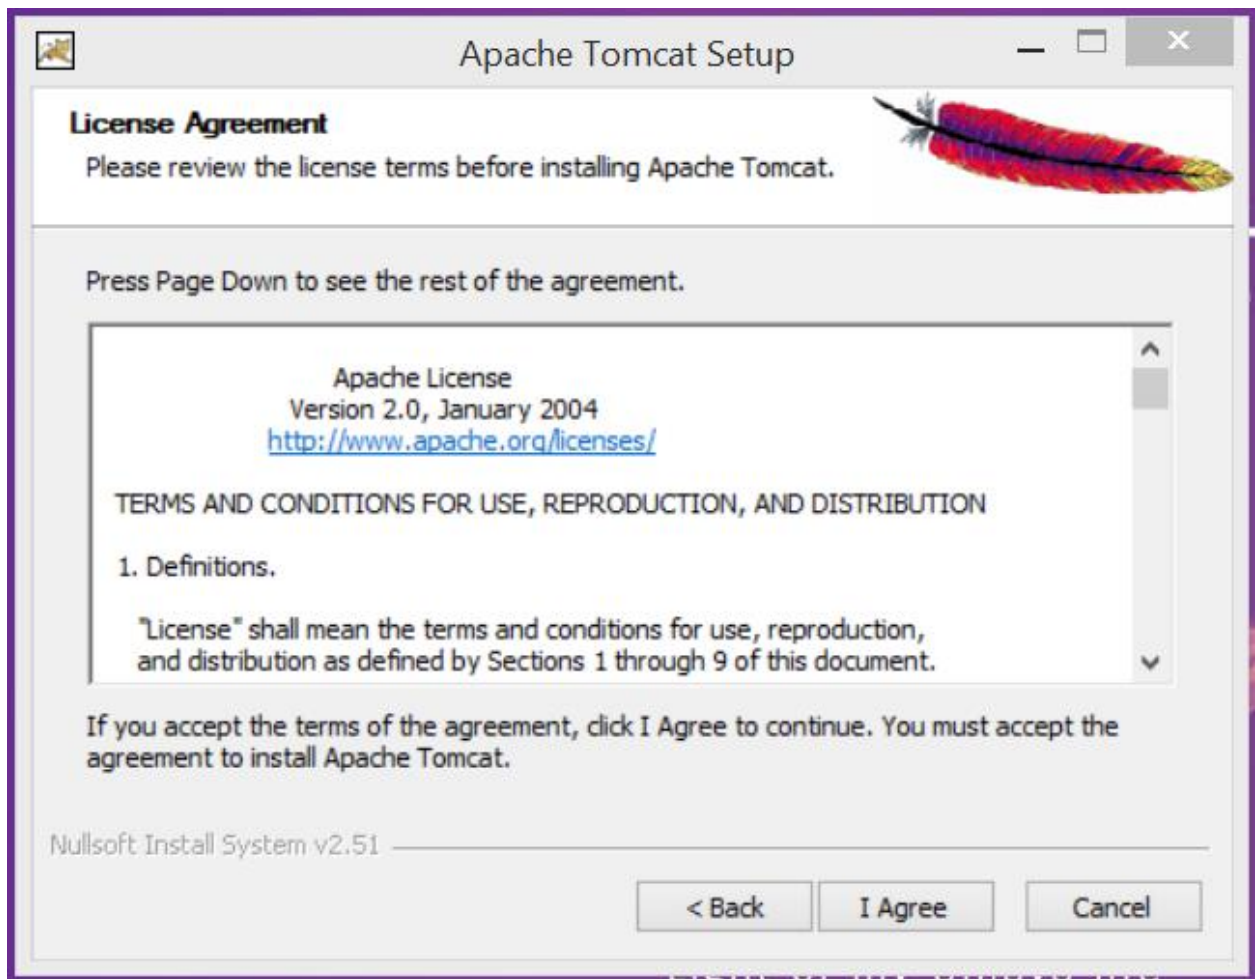 Apache Tomcat Setup
License Agreement
Please review the license terms before installing Apache Tomcat.
Press Page Down to see the rest of the agreement.
Apache License
Version 2.0, January 2004
http://www.apache.org/licenses/
TERMS AND CONDITIONS FOR USE, REPRODUCTION, AND DISTRIBUTION
1. Definitions.
"License" shall mean the terms and conditions for use, reproduction,
and distribution as defined by Sections 1 through 9 of this document.
If you accept the terms of the agreement, click I Agree to continue. You must accept the
agreement to install Apache Tomcat.
Nullsoft Install System v2.51
< Back I Agree Cancel